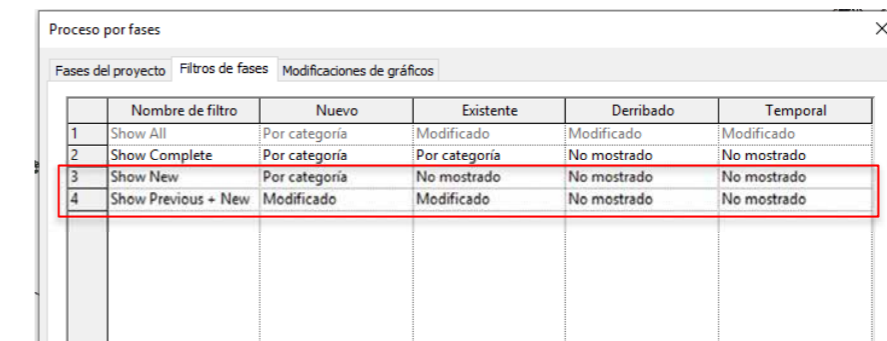 Proceso por fases
Fases del proyecto Filtros de fases Modificaciones de gráficos
Nombre de filtro Nuevo Existente Derribado Temporal
1 Show All Por categoría Modificado Modificado Modificado
2 Show Complete Por categoría Por categoría No mostrado No mostrado
3 Show New Por categoría No mostrado No mostrado No mostrado
4 Show Previous + New Modificado Modificado No mostrado No mostrado